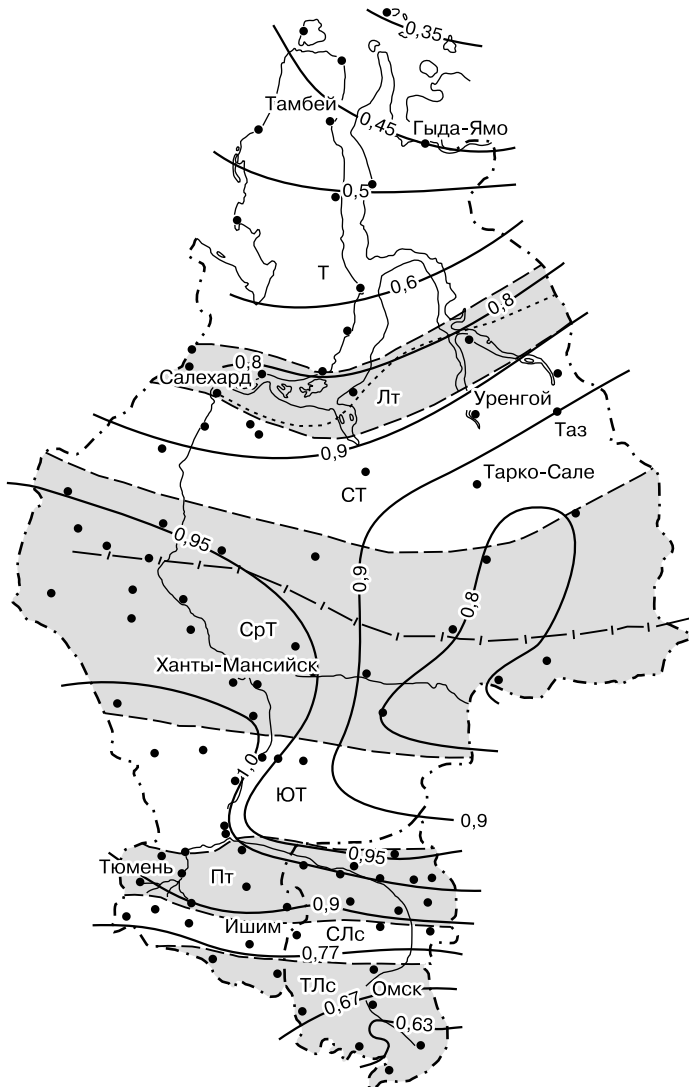 0,35
Тамбей
0,45
Гыда-Ямо
0,5
Т
0,6
0,8
0,8
Салехард
Лт
Уренгой
Таз
0,9
СТ
Тарко-Сале
0,95
0,9
0,8
СрТ
Ханты-Мансийск
1,0
ЮТ
0,9
0,95
Тюмень
Пт
0,9
Ишим
СЛс
0,77
ТЛс
Омск
0,67
0,63